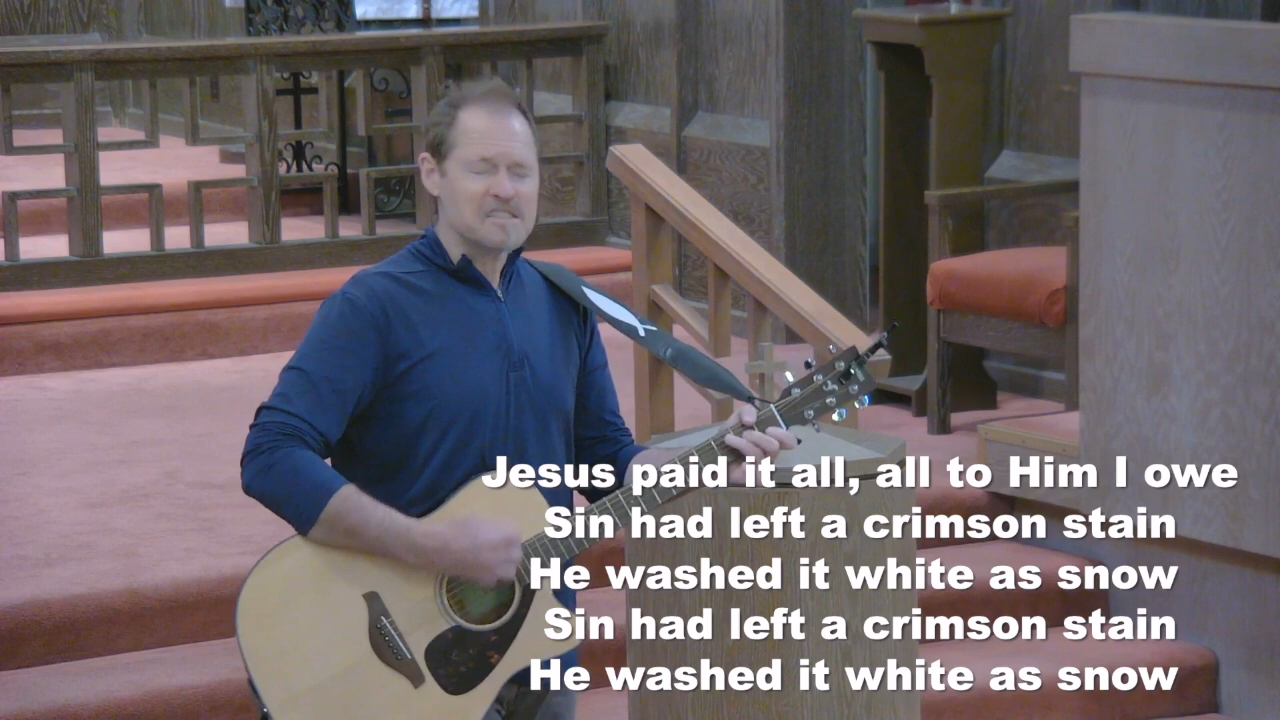 Jesus paid it all, all to Him I owe
Sin had left a crimson stain
He washed it white as snow
Sin had left a crimson stain
He washed it white as snow